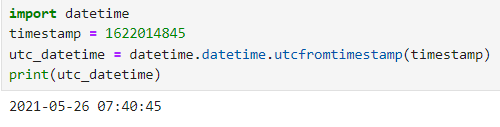 import datetime
timestamp = 1622014845
utc_datetime = datetime.datetime.utcfromtimestamp(timestamp)
print(utc_datetime)
2021-05-26 07:40:45